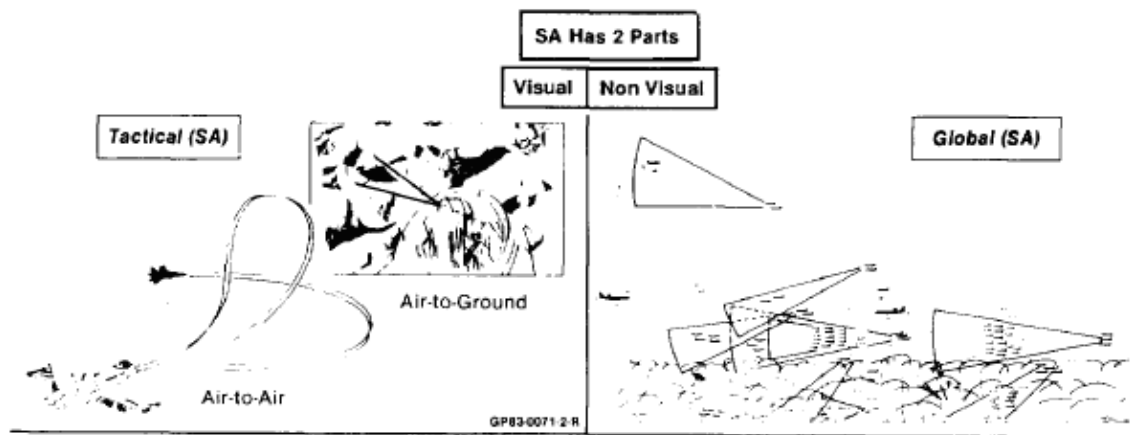 SA Has 2 Parts
Visual Non Visual
Tactical (SA)
Global (SA)
Air-to-Ground
Air-to-Air
GP83-0071-2-R